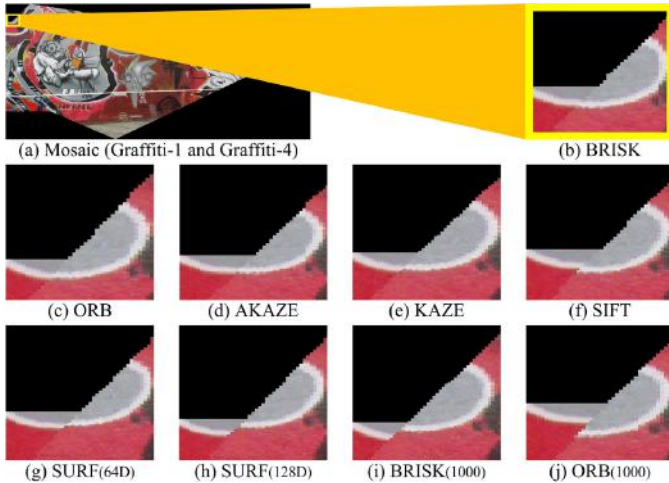 (a) Mosaic (Graffiti-1 and Graffiti-4)
(b) BRISK
(c) ORB
(d) AKAZE
(e) KAZE
(f) SIFT
(g) SURF(64D)
(h) SURF(128D)
(i) BRISK(1000)
(j) ORB(1000)